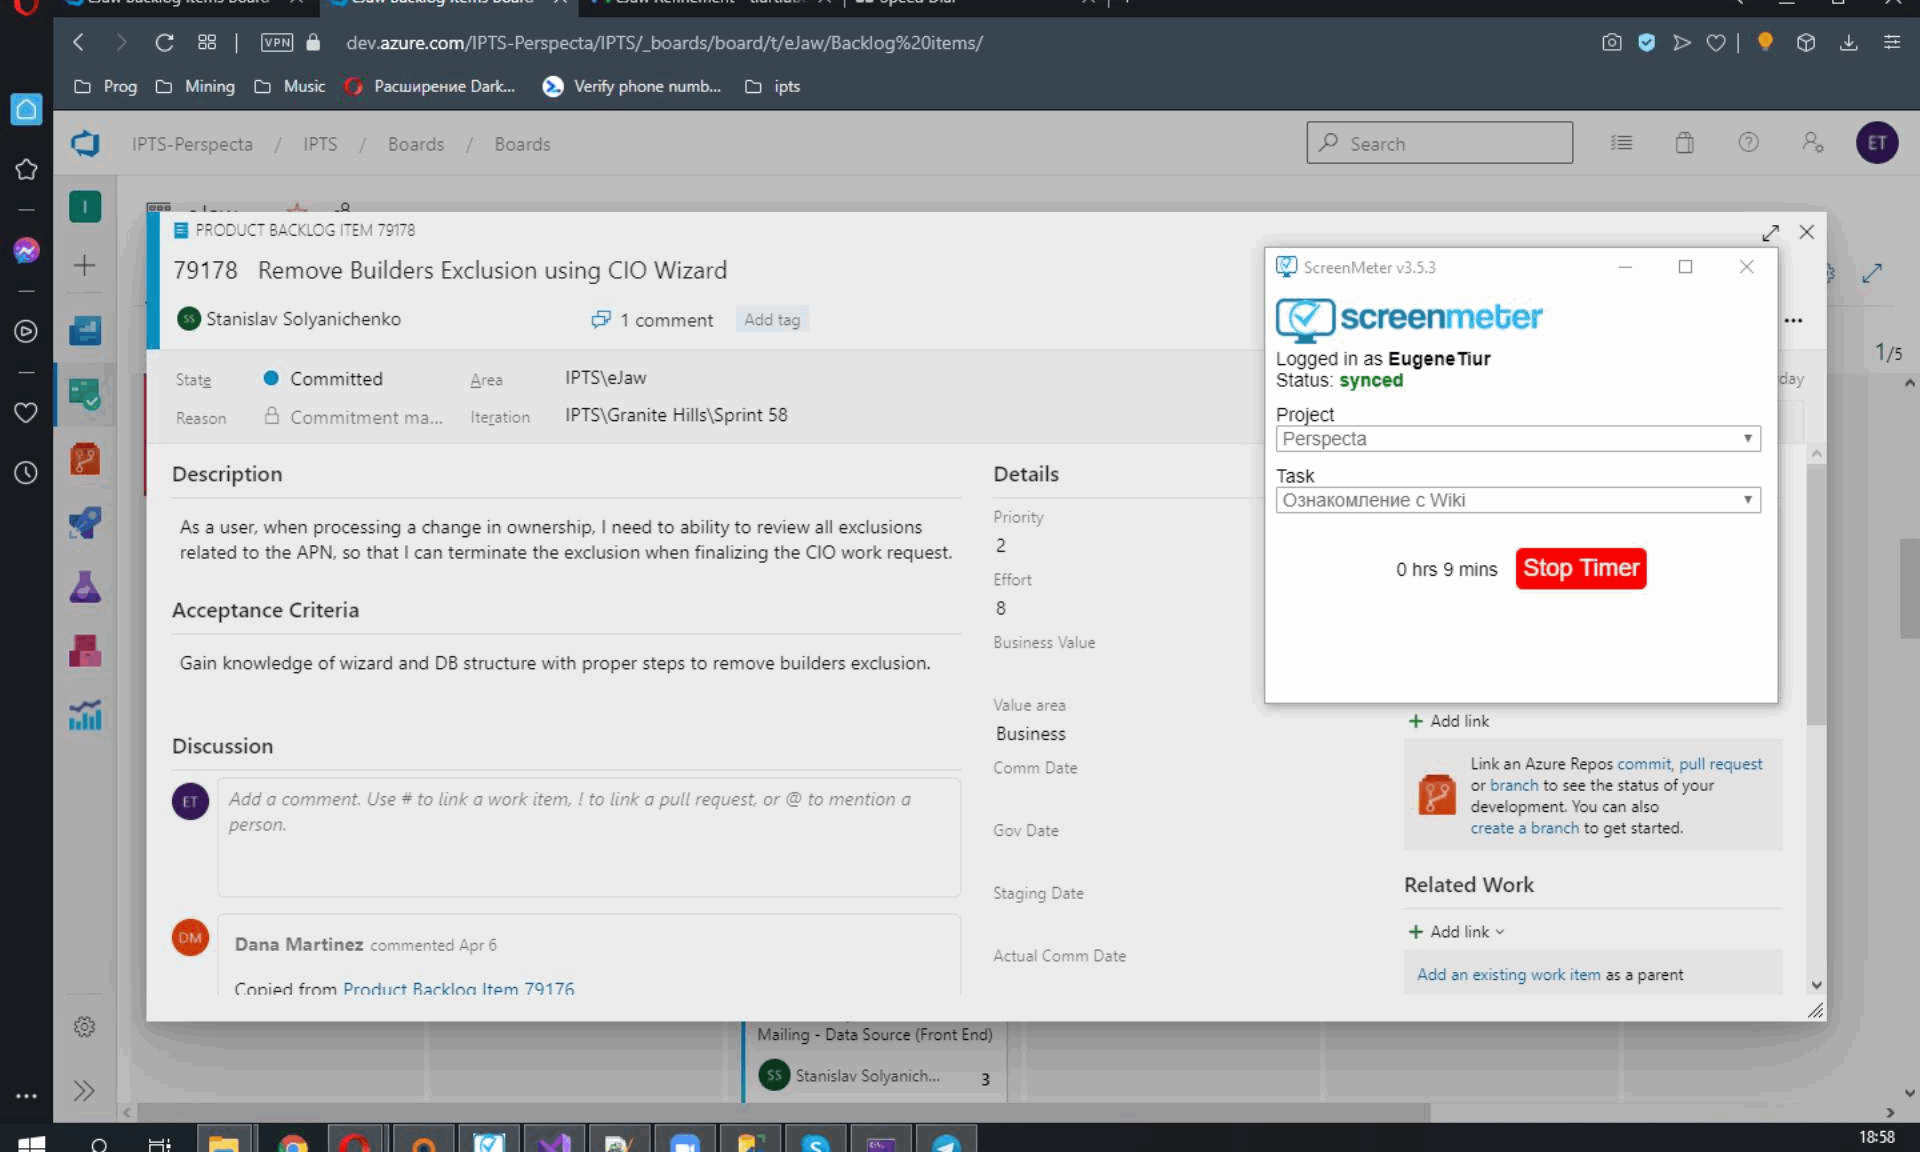 VPN
dev.azure.com/IPTS-Perspecta/IPTS/_boards/board/t/eJaw/Backlog%20items/
Prog
Mining
Music
Расширение Dark...
Verify phone numb...
ipts
IPTS-Perspecta / IPTS / Boards / Boards
Search
ET
I
PRODUCT BACKLOG ITEM 79178
79178 Remove Builders Exclusion using CIO Wizard
SS Stanislav Solyanichenko
1 comment
Add tag
State
Committed
Area
IPTS\eJaw
Reason
Commitment ma...
Iteration
IPTS\Granite Hills\Sprint 58
1/5
day
ScreenMeter v3.5.3
screenmeter
Logged in as EugeneTiur
Status: synced
Project
Perspecta
Task
Ознакомление с Wiki
0 hrs 9 mins
Stop Timer
Description
As a user, when processing a change in ownership, I need to ability to review all exclusions
related to the APN, so that I can terminate the exclusion when finalizing the CIO work request.
Acceptance Criteria
Gain knowledge of wizard and DB structure with proper steps to remove builders exclusion.
Discussion
ET
Add a comment. Use # to link a work item, ! to link a pull request, or @ to mention a
person.
DM
Dana Martinez commented Apr 6
Copied from Product Backlog Item 79176
Details
Priority
2
Effort
8
Business Value
Value area
Business
Comm Date
Gov Date
Staging Date
Actual Comm Date
Add link
Link an Azure Repos commit, pull request
or branch to see the status of your
development. You can also
create a branch to get started.
Related Work
Add link
Add an existing work item as a parent
Mailing - Data Source (Front End)
SS Stanislav Solyanich...
3
18:58